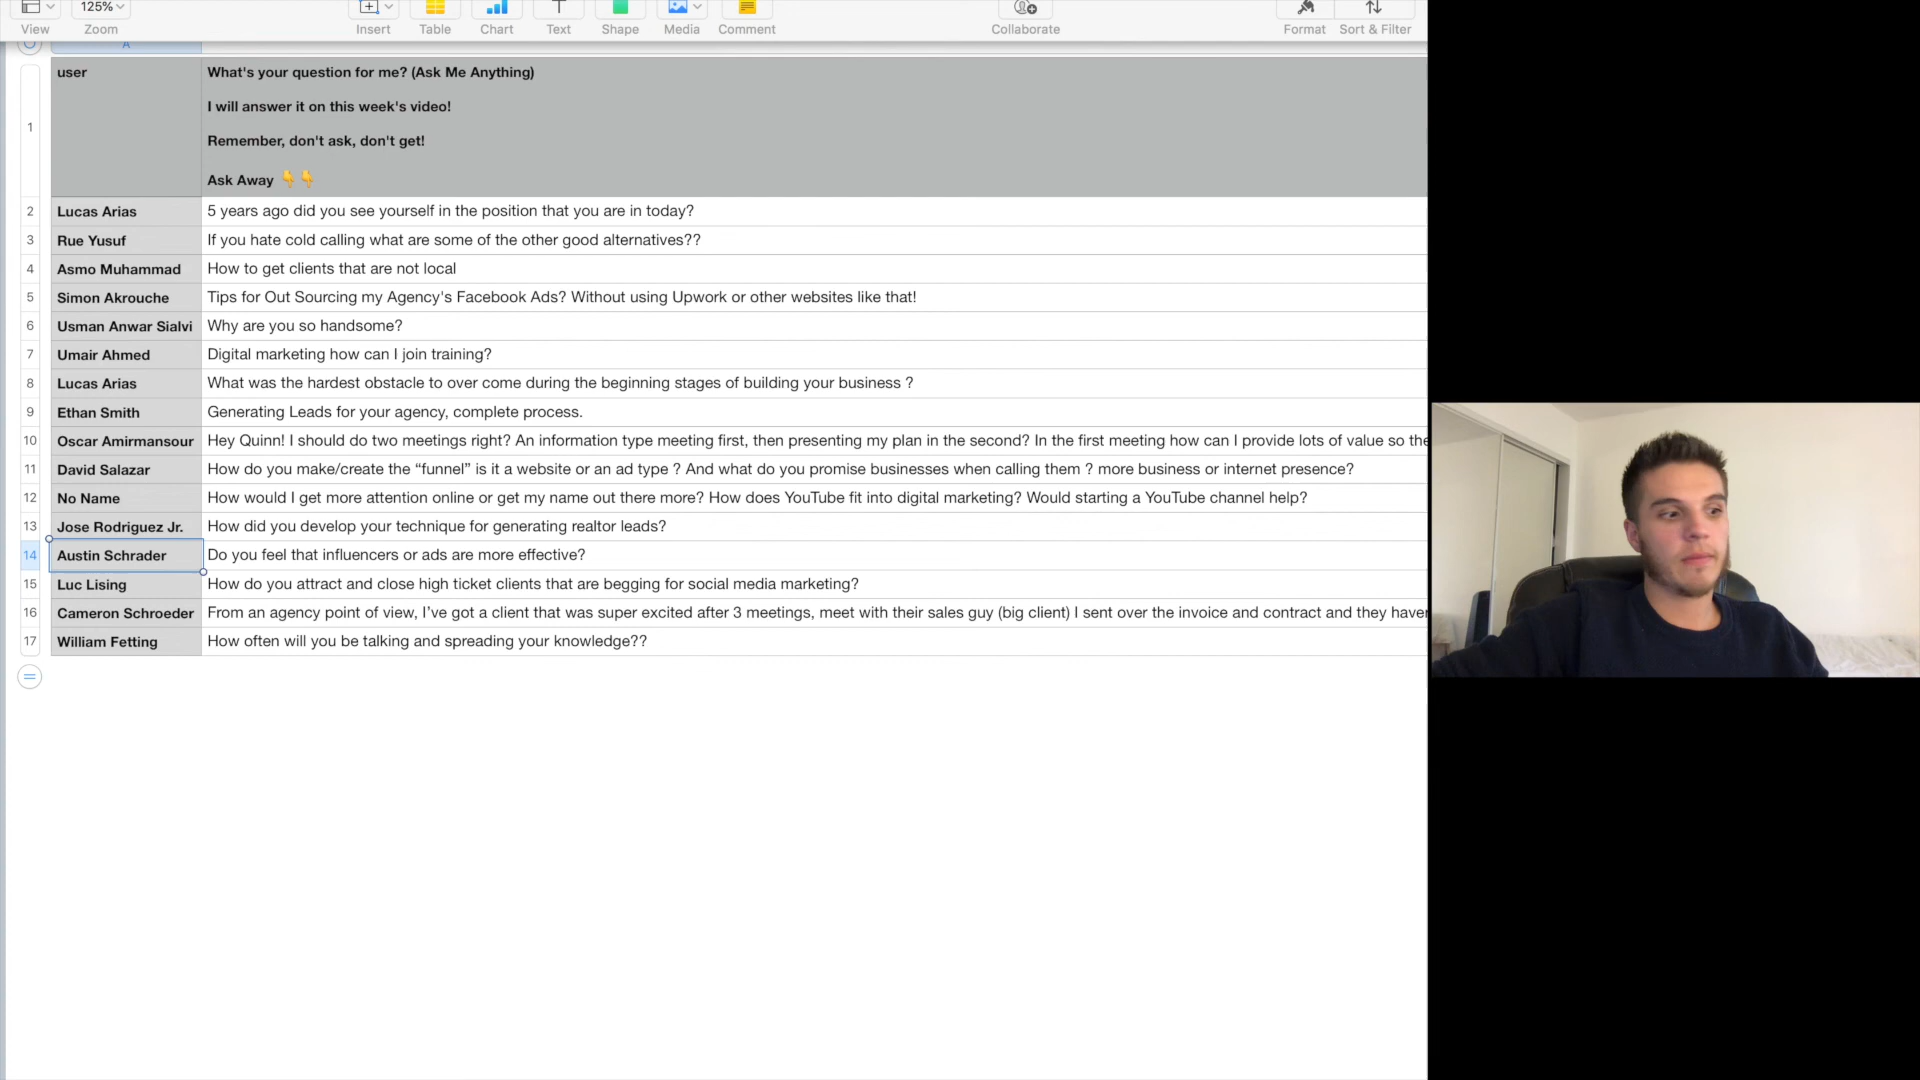 125%
View Zoom Insert Table Chart Text Shape Media Comment Collaborate Format Sort & Filter
A
1 user What's your question for me? (Ask Me Anything)
I will answer it on this week's video!
Remember, don't ask, don't get!
Ask Away 👇👇
2 Lucas Arias 5 years ago did you see yourself in the position that you are in today?
3 Rue Yusuf If you hate cold calling what are some of the other good alternatives??
4 Asmo Muhammad How to get clients that are not local
5 Simon Akrouche Tips for Out Sourcing my Agency's Facebook Ads? Without using Upwork or other websites like that!
6 Usman Anwar Sialvi Why are you so handsome?
7 Umair Ahmed Digital marketing how can I join training?
8 Lucas Arias What was the hardest obstacle to over come during the beginning stages of building your business ?
9 Ethan Smith Generating Leads for your agency, complete process.
10 Oscar Amirmansour Hey Quinn! I should do two meetings right? An information type meeting first, then presenting my plan in the second? In the first meeting how can I provide lots of value so the
11 David Salazar How do you make/create the “funnel” is it a website or an ad type ? And what do you promise businesses when calling them ? more business or internet presence?
12 No Name How would I get more attention online or get my name out there more? How does YouTube fit into digital marketing? Would starting a YouTube channel help?
13 Jose Rodriguez Jr. How did you develop your technique for generating realtor leads?
14 Austin Schrader Do you feel that influencers or ads are more effective?
15 Luc Lising How do you attract and close high ticket clients that are begging for social media marketing?
16 Cameron Schroeder From an agency point of view, I’ve got a client that was super excited after 3 meetings, meet with their sales guy (big client) I sent over the invoice and contract and they
17 William Fetting How often will you be talking and spreading your knowledge??